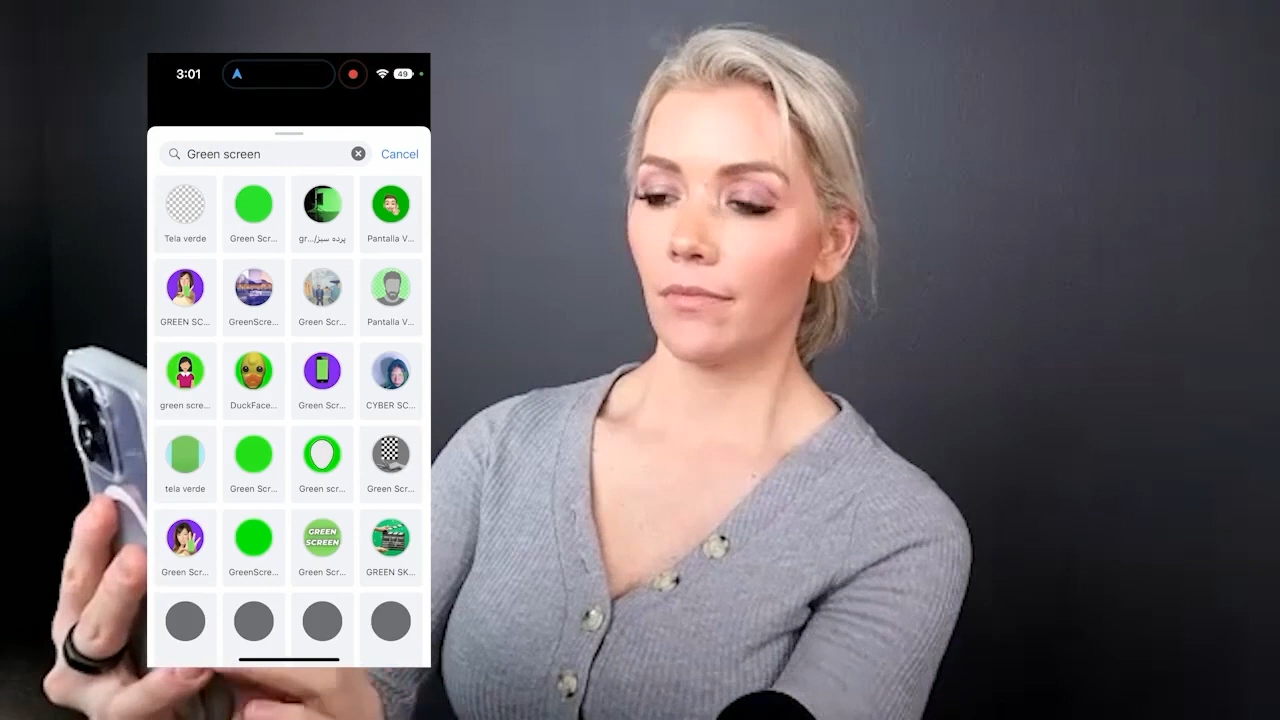 3:01
49
Green screen
Cancel
Tela verde
Green Scr...
gr.../پرده سبز
Pantalla V...
GREEN SC...
GreenScre...
Green Scr...
Pantalla V...
green scre...
DuckFace...
Green Scr...
CYBER SC...
tela verde
Green Scr...
Green scr...
Green Scr...
GREEN
SCREEN
Green Scr...
GreenScre...
Green Scr...
GREEN SK...